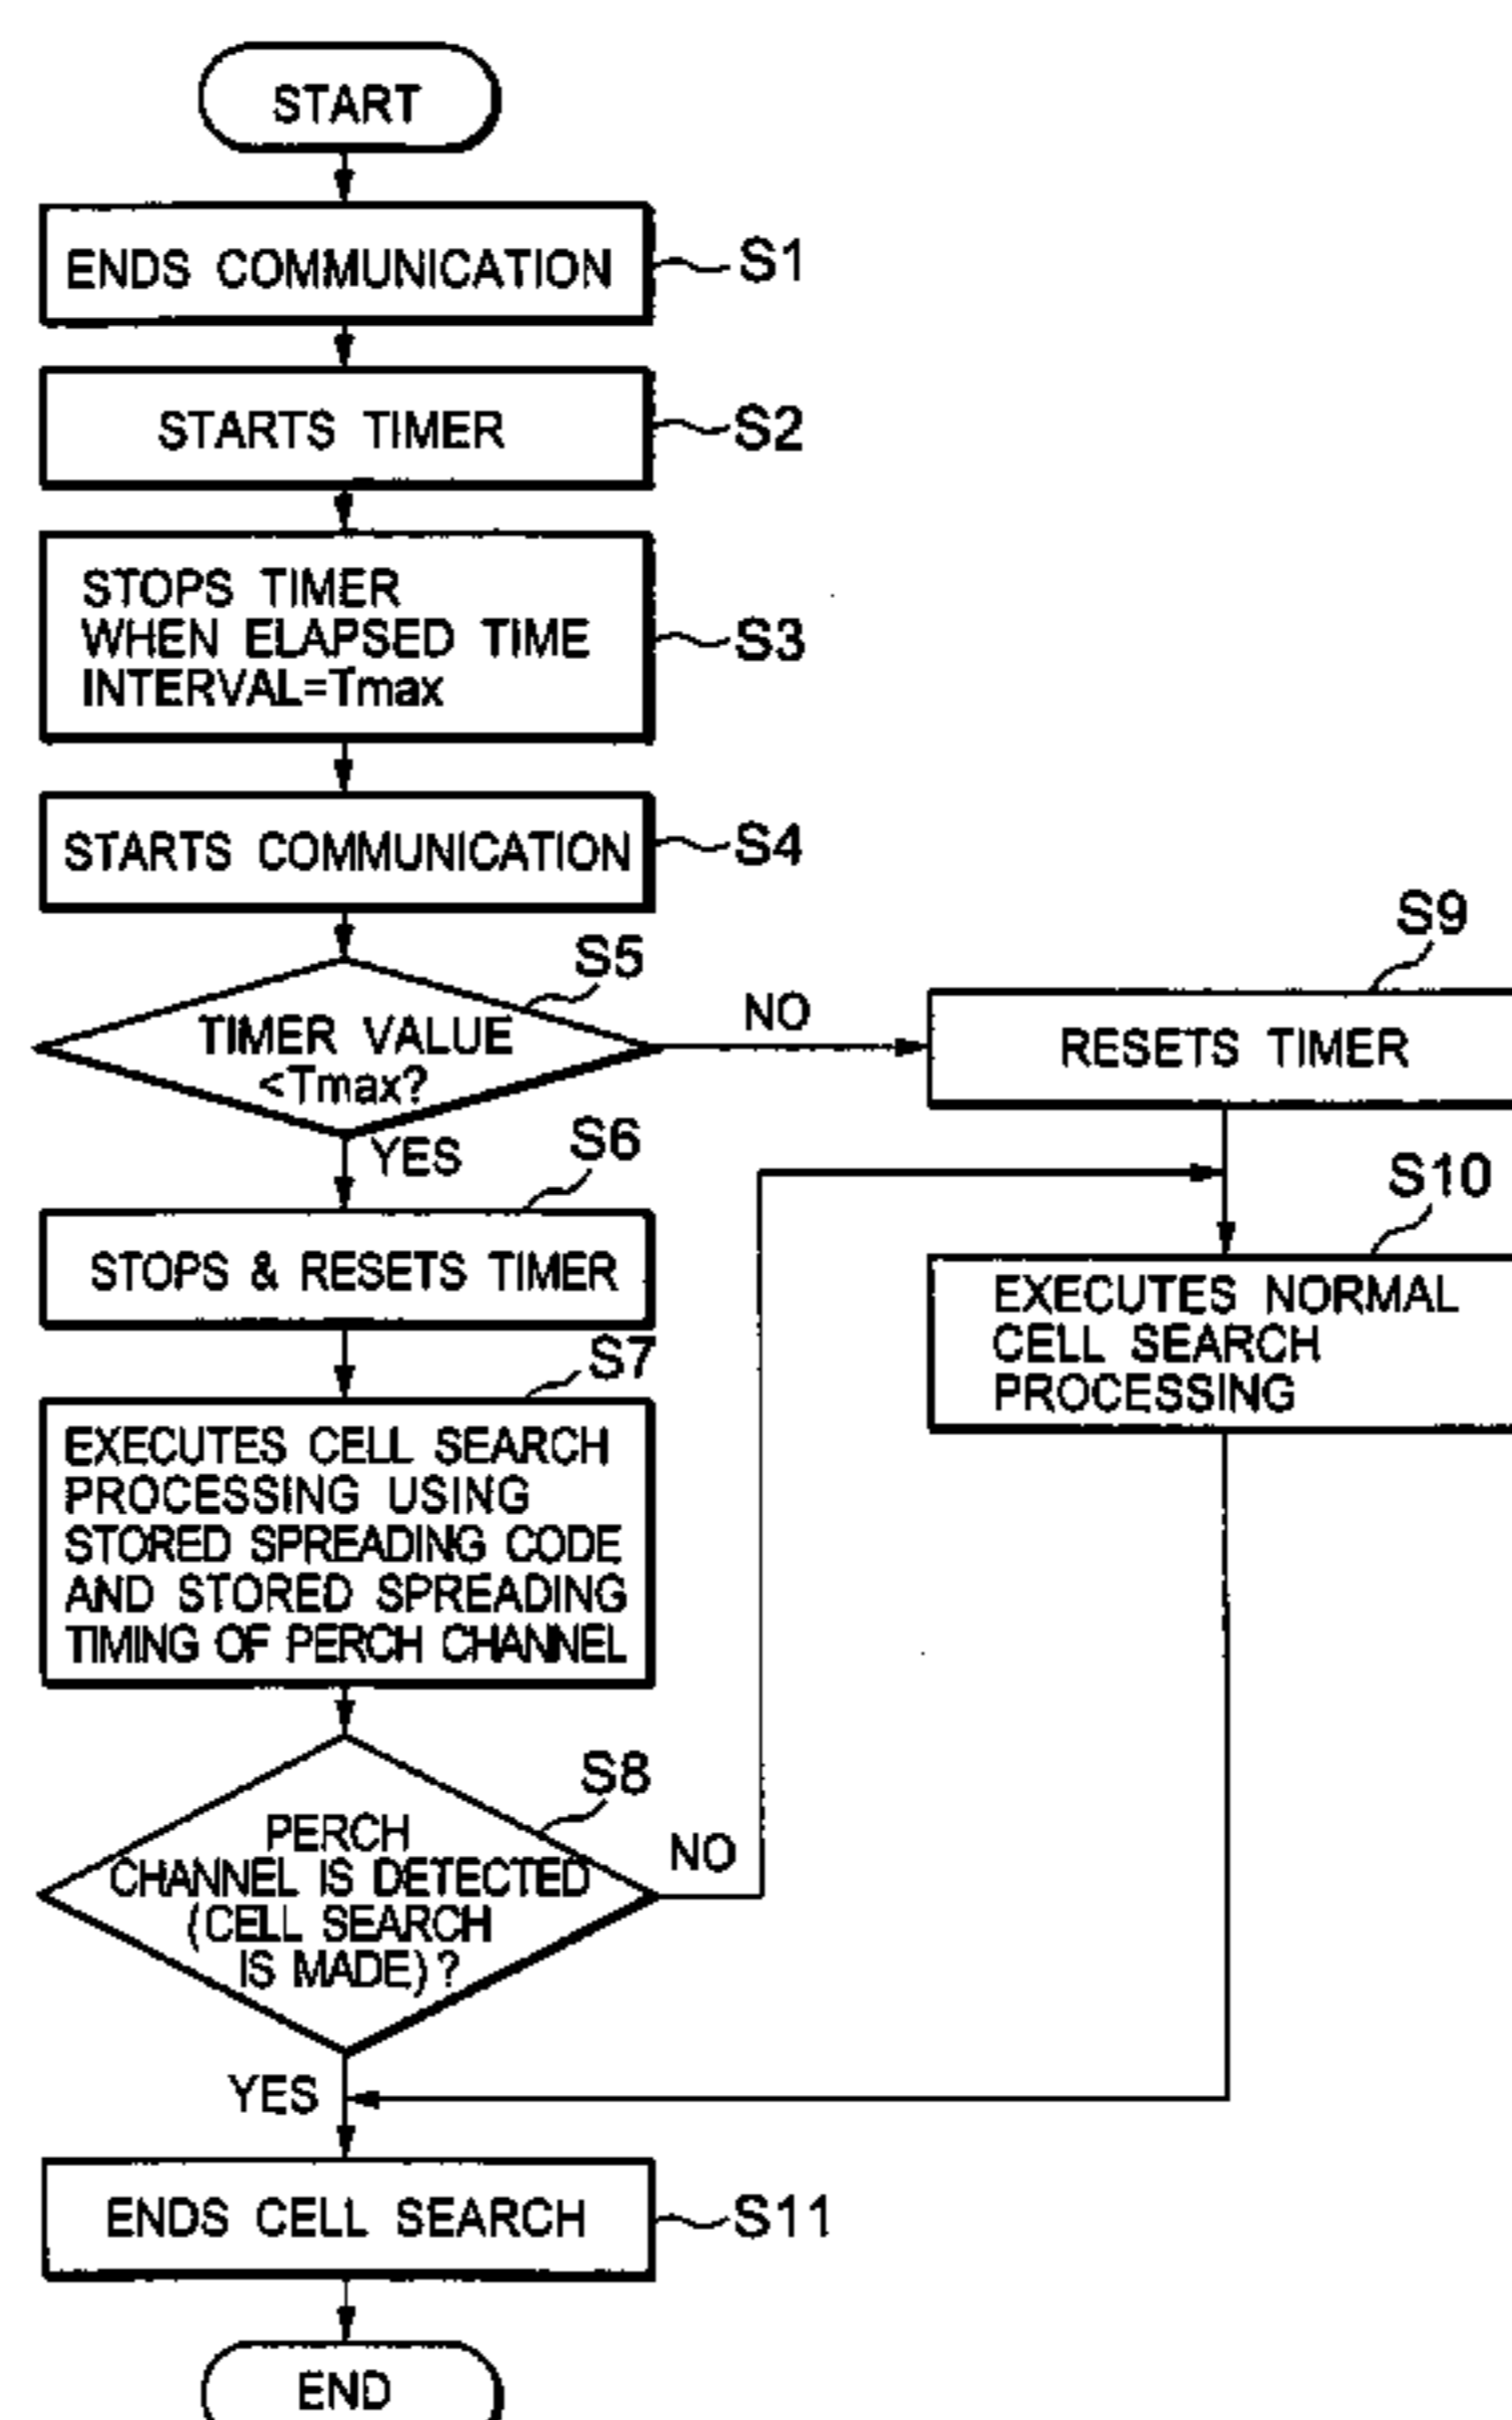 START
ENDS COMMUNICATION
S1
STARTS TIMER
S2
STOPS TIMER
WHEN ELAPSED TIME
INTERVAL=Tmax
S3
STARTS COMMUNICATION
S4
S5
TIMER VALUE
<Tmax?
NO
YES
S9
RESETS TIMER
S6
STOPS & RESETS TIMER
S10
EXECUTES NORMAL
CELL SEARCH
PROCESSING
S7
EXECUTES CELL SEARCH
PROCESSING USING
STORED SPREADING CODE
AND STORED SPREADING
TIMING OF PERCH CHANNEL
S8
PERCH
CHANNEL IS DETECTED
(CELL SEARCH
IS MADE)?
NO
YES
ENDS CELL SEARCH
S11
END